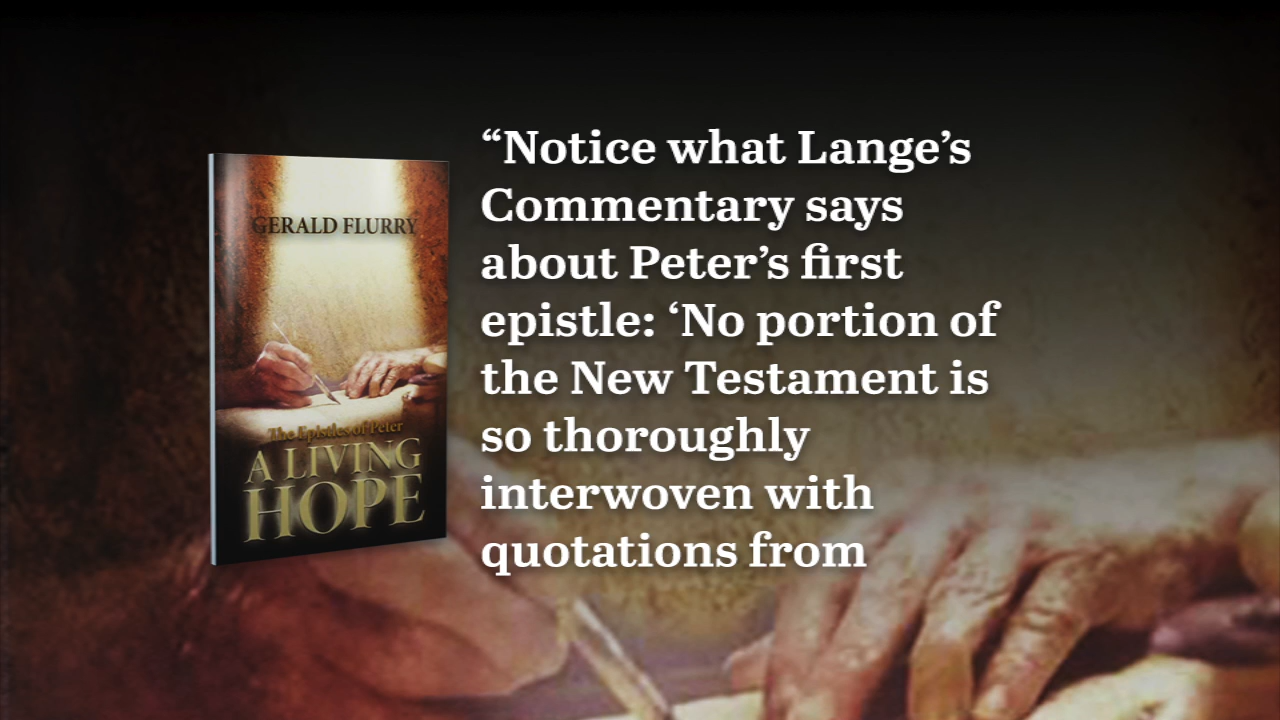 GERALD FLURRY
The Epistles of Peter
A LIVING
HOPE
“Notice what Lange’s
Commentary says
about Peter’s first
epistle: ‘No portion of
the New Testament is
so thoroughly
interwoven with
quotations from